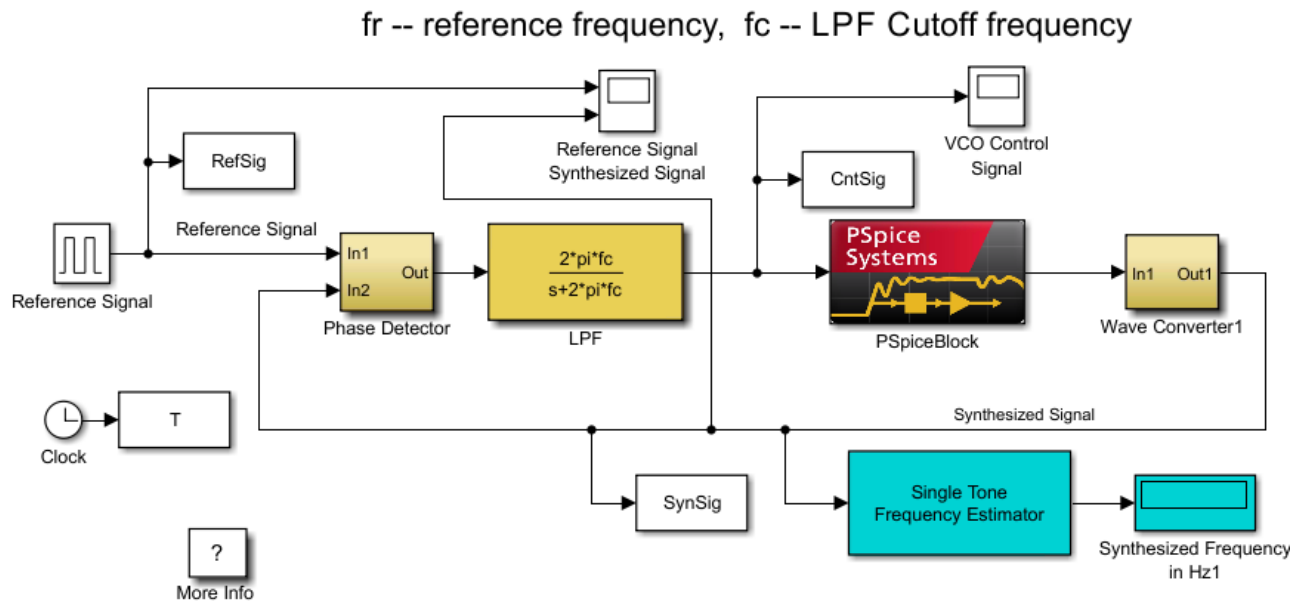 fr -- reference frequency,  fc -- LPF Cutoff frequency
Reference Signal
Synthesized Signal
VCO Control
Signal
RefSig
CntSig
Reference Signal
Reference Signal
In1
In2
Out
Phase Detector
2*pi*fc
s+2*pi*fc
LPF
PSpice
Systems
PSpiceBlock
In1
Out1
Wave Converter1
Clock
T
Synthesized Signal
SynSig
Single Tone
Frequency Estimator
Synthesized Frequency
in Hz1
?
More Info